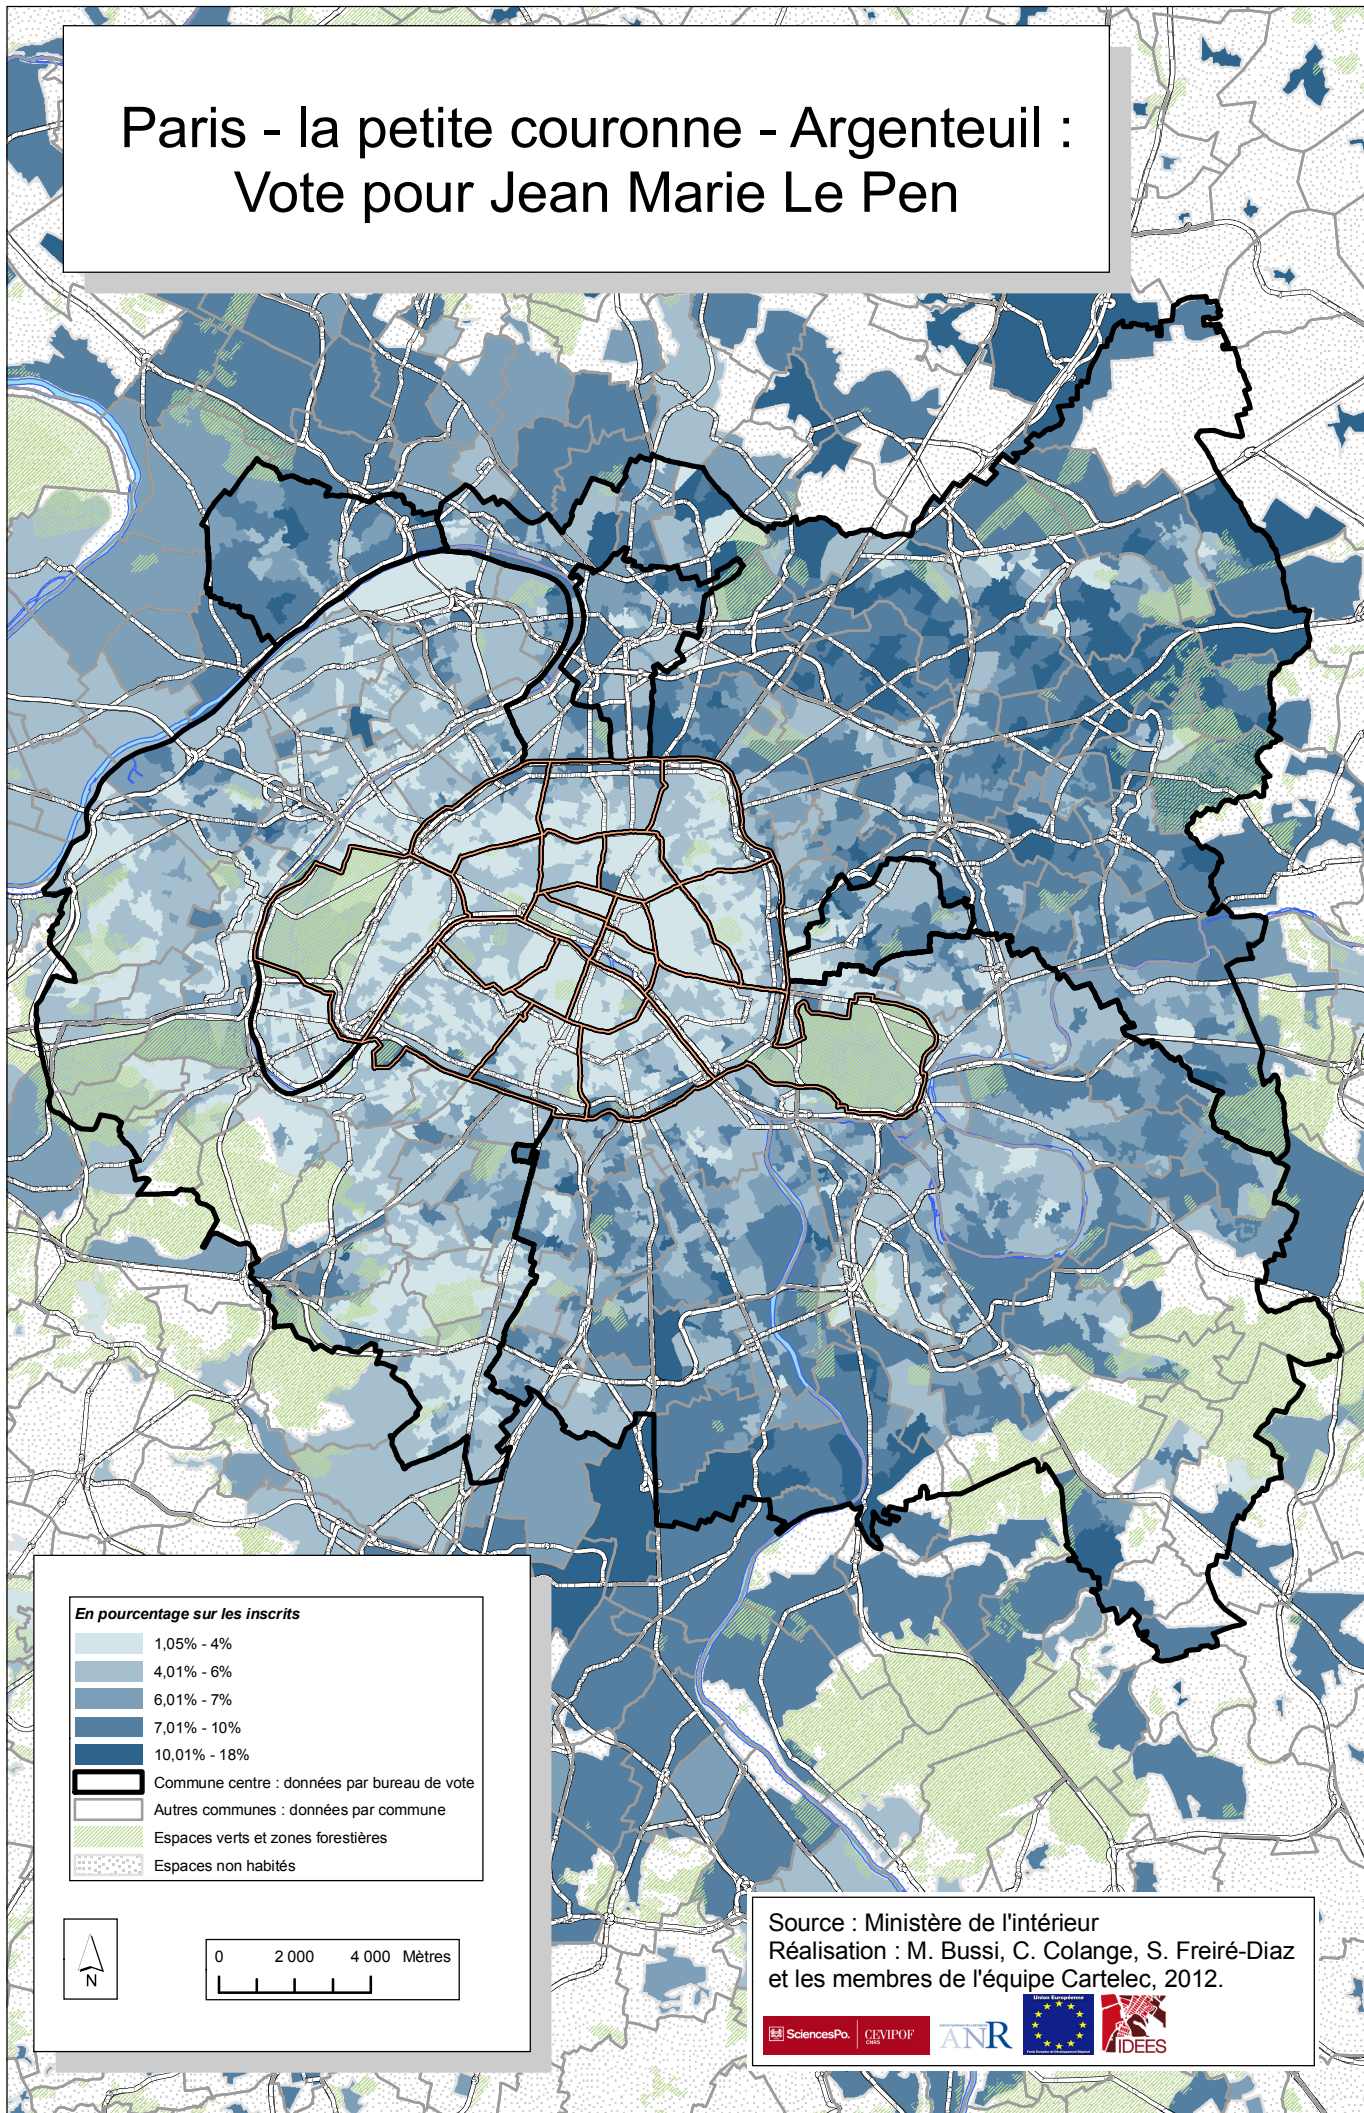 Paris - la petite couronne - Argenteuil :
Vote pour Jean Marie Le Pen
En pourcentage sur les inscrits
1,05% - 4%
4,01% - 6%
6,01% - 7%
7,01% - 10%
10,01% - 18%
Commune centre : données par bureau de vote
Autres communes : données par commune
Espaces verts et zones forestières
Espaces non habités
N
0 2 000 4 000 Mètres
Source : Ministère de l'intérieur
Réalisation : M. Bussi, C. Colange, S. Freiré-Diaz
et les membres de l'équipe Cartelec, 2012.
SciencesPo.
CEVIPOF
CNRS
ANR
Union Européenne
IDEES